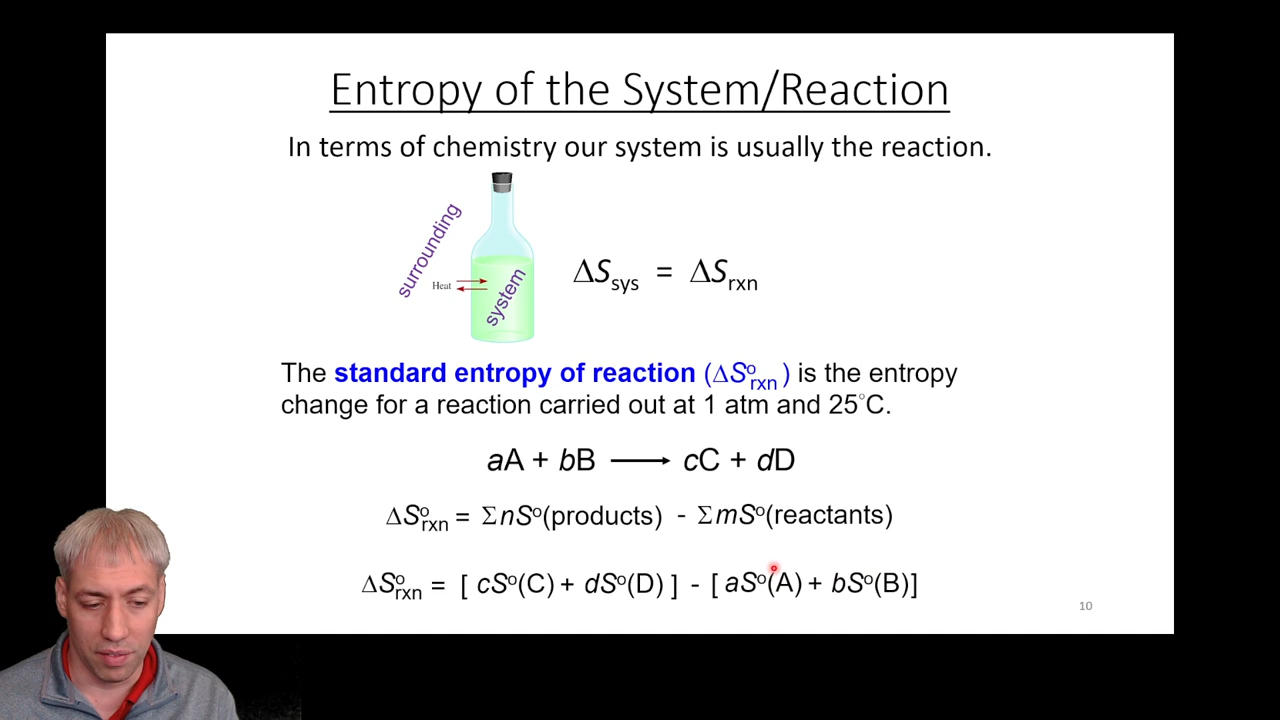 Entropy of the System/Reaction
In terms of chemistry our system is usually the reaction.
surrounding
Heat
system
ΔSsys = ΔSrxn
The standard entropy of reaction (ΔS°rxn ) is the entropy
change for a reaction carried out at 1 atm and 25°C.
aA + bB ⟶ cC + dD
ΔS°rxn = ΣnS°(products) - ΣmS°(reactants)
ΔS°rxn = [ cS°(C) + dS°(D) ] - [ aS°(A) + bS°(B)]
10